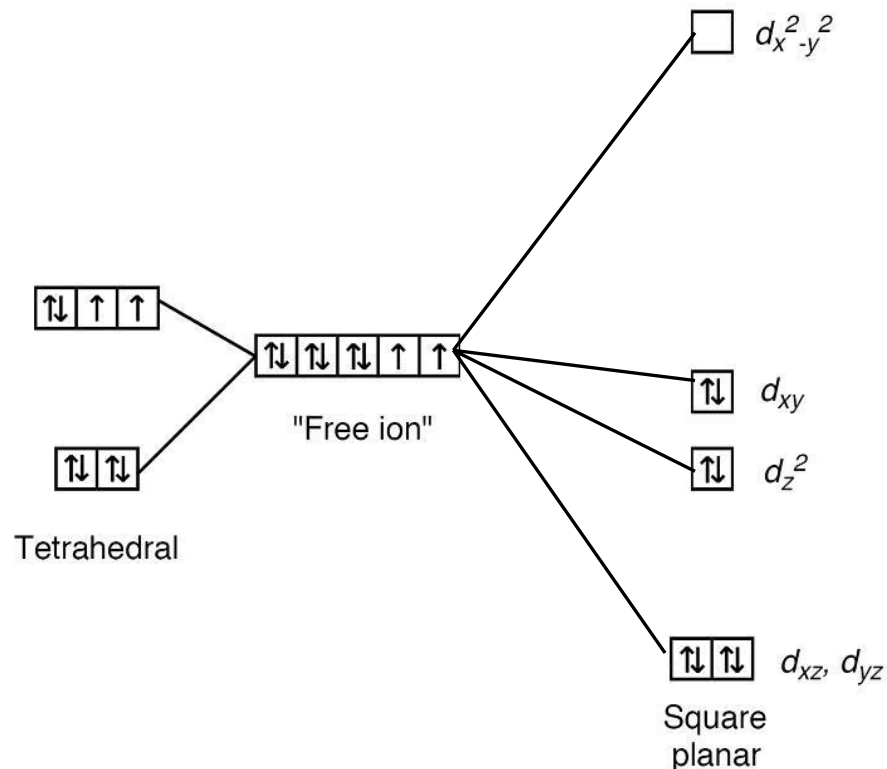 dx²-y²
dxy
"Free ion"
dz²
Tetrahedral
dxz, dyz
Square
planar